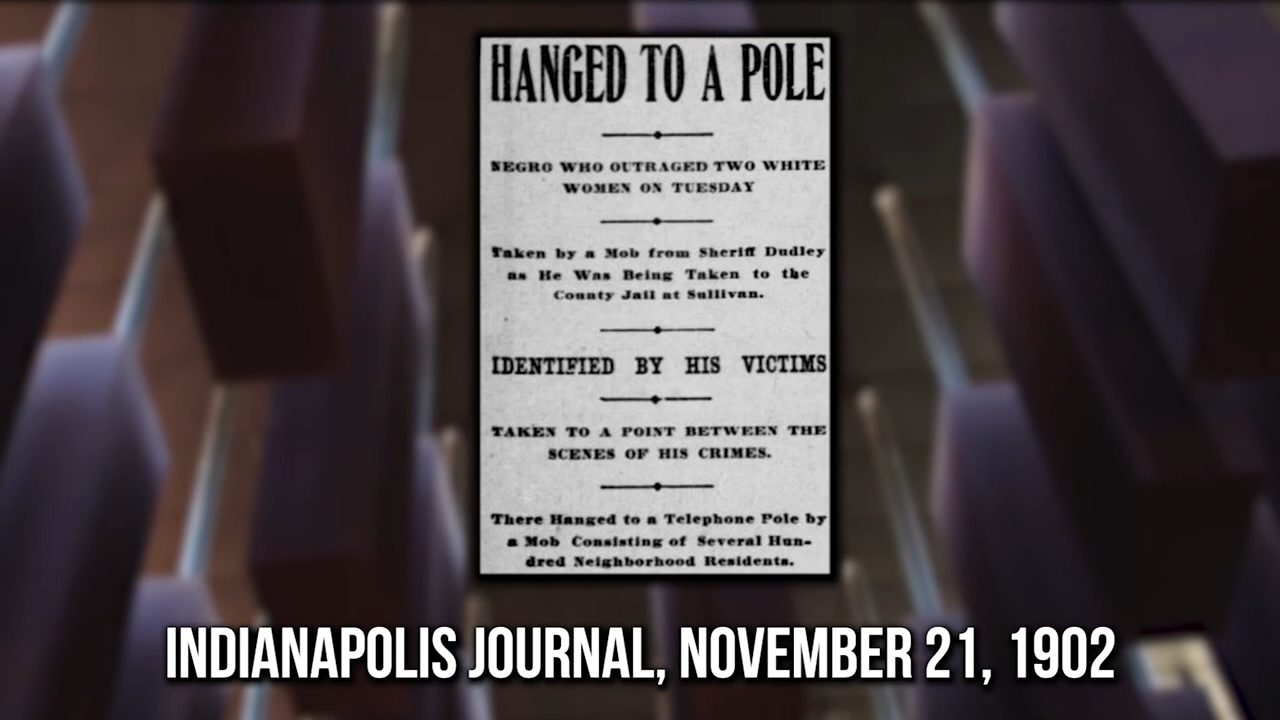 HANGED TO A POLE
NEGRO WHO OUTRAGED TWO WHITE
WOMEN ON TUESDAY
Taken by a Mob from Sheriff Dudley
as He Was Being Taken to the
County Jail at Sullivan.
IDENTIFIED BY HIS VICTIMS
TAKEN TO A POINT BETWEEN THE
SCENES OF HIS CRIMES.
There Hanged to a Telephone Pole by
a Mob Consisting of Several Hun-
dred Neighborhood Residents.
INDIANAPOLIS JOURNAL, NOVEMBER 21, 1902